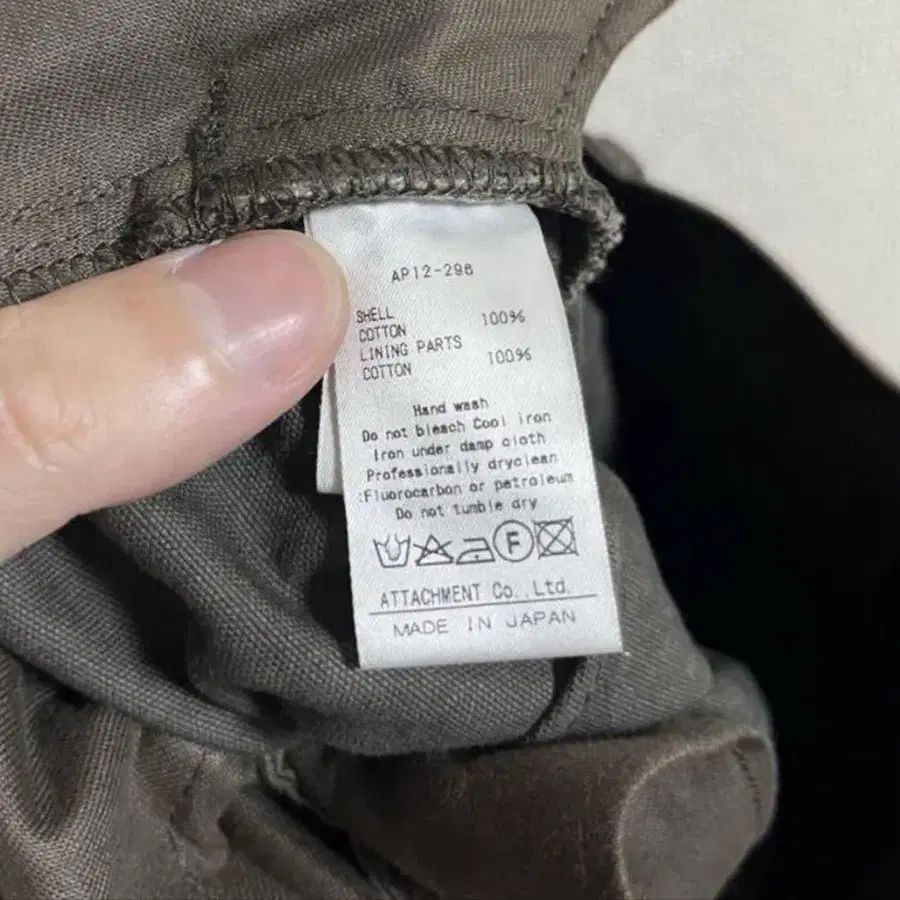 AP12-296
SHELL
COTTON 100%
LINING PARTS
COTTON 100%
Hand wash
Do not bleach Cool iron
Iron under damp cloth
Professionally dryclean
:Fluorocarbon or petroleum
Do not tumble dry
F
ATTACHMENT Co.,Ltd.
MADE IN JAPAN